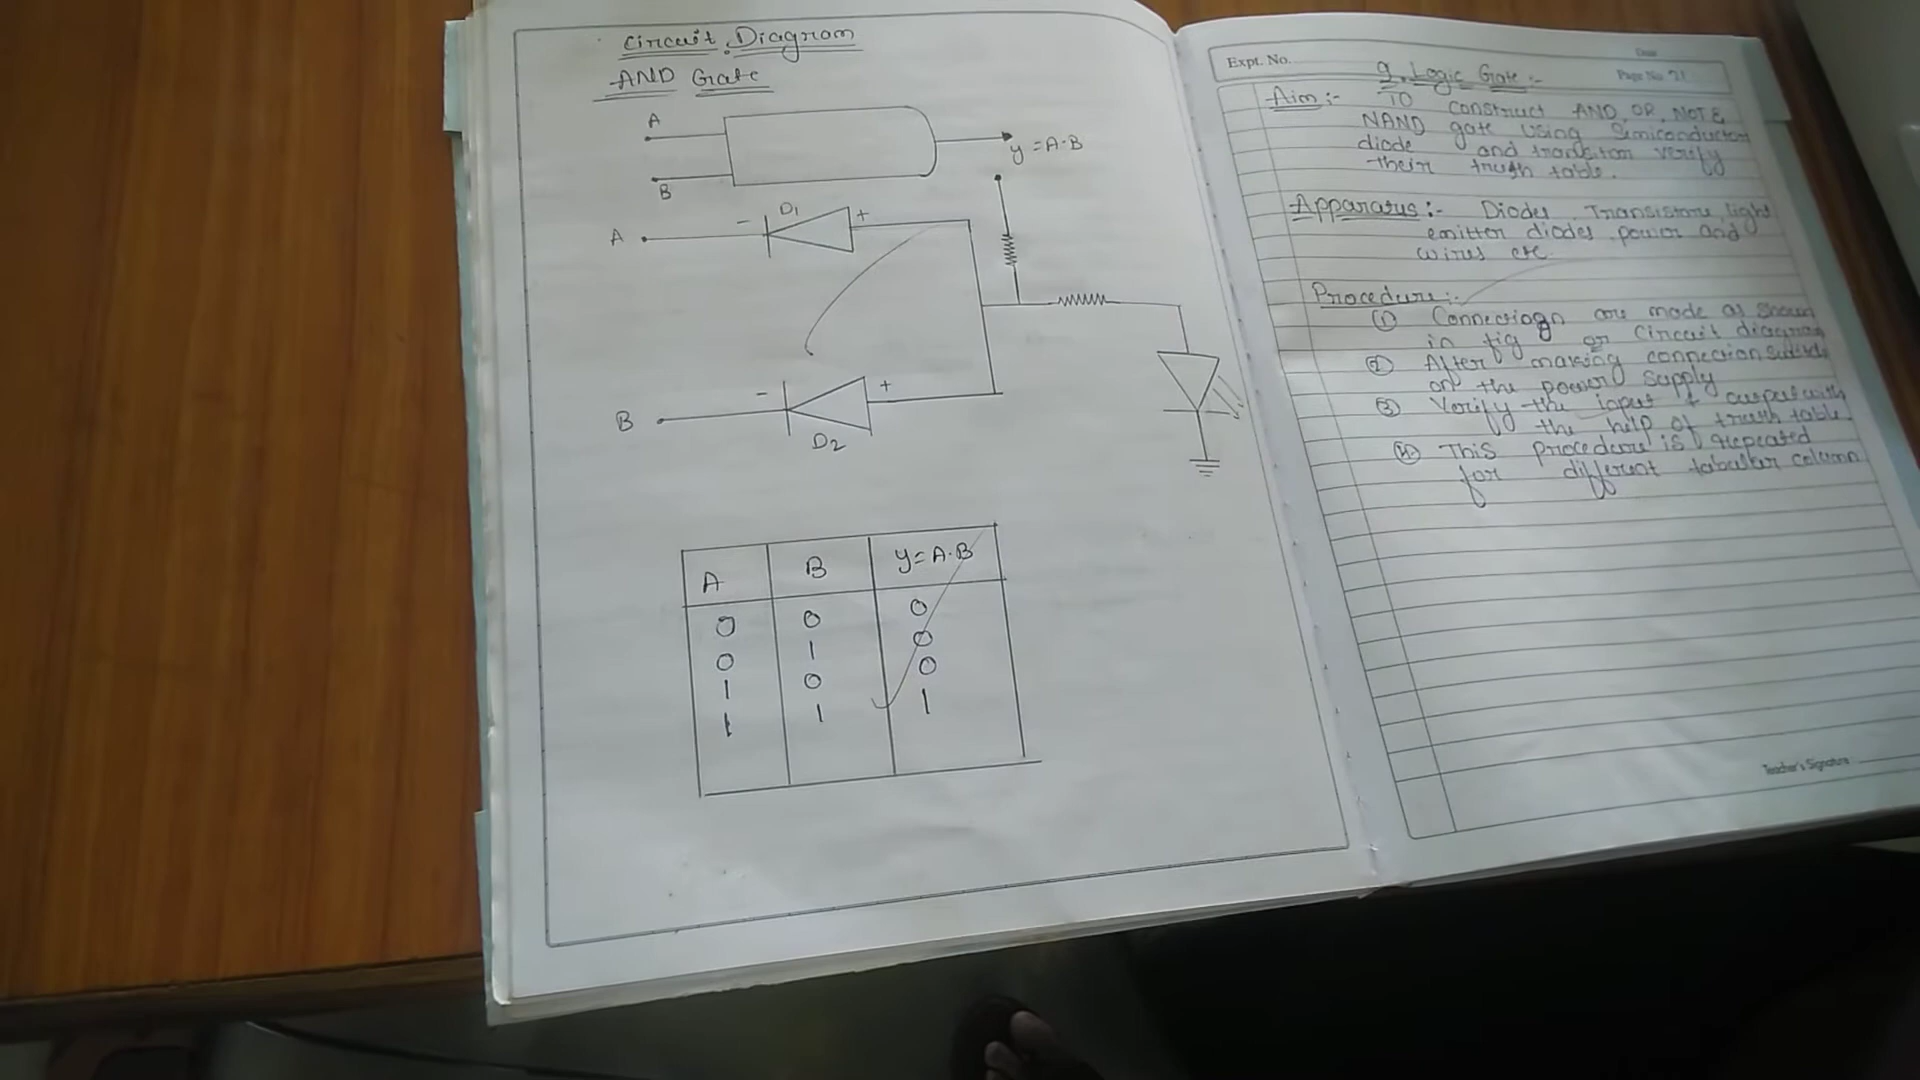 Circuit Diagram
AND Gate
A
B
y = A·B
A
- D1 +
B
- +
D2
A B y = A·B
0 0 0
0 1 0
1 0 0
1 1 1
Expt. No.
Date
Page No. 21
9. Logic Gate :-
Aim :- TO construct AND, OR, NOT &
NAND gate using Semiconductor
diode and transitor verify
their truth table.
Apparatus :- Diodes, Transistors, light
emitter diodes, power and
wires etc.
Procedure :-
① Connectiogn are made as shown
in fig or Circuit diagram
② After making connection
on the power supply
③ Verify the input & output with
the help of truth table
④ This Procedure is repeated
for different tabular column
Teacher's Signature